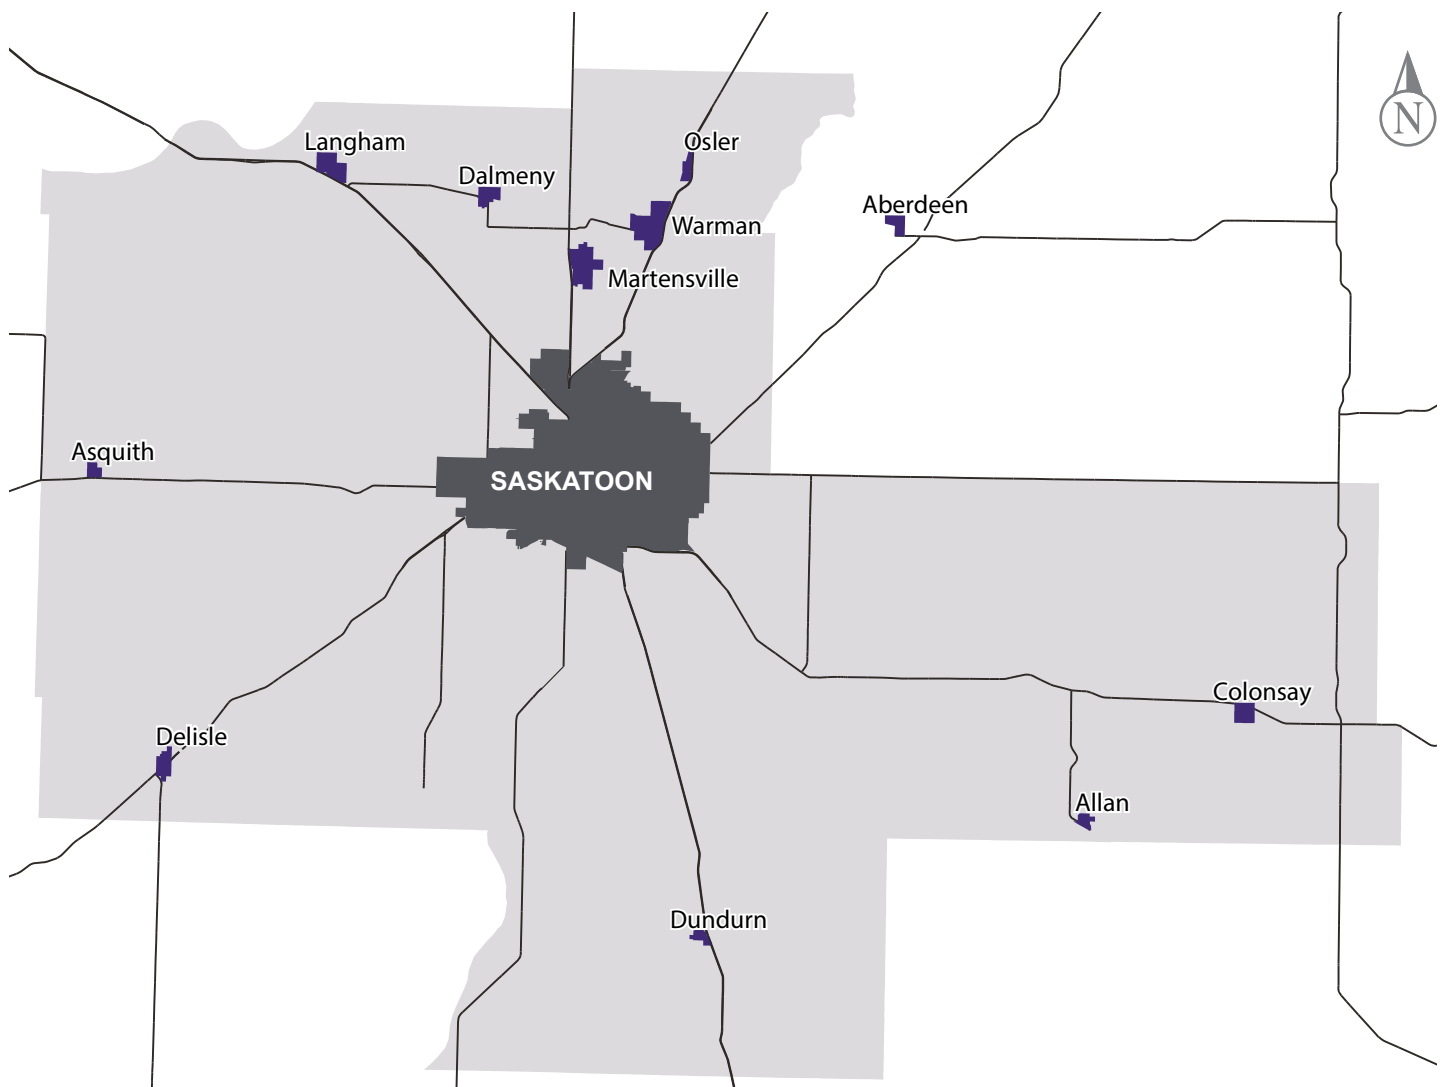 Osler
Langham
Dalmeny
Aberdeen
Warman
Martensville
N
Asquith
SASKATOON
Colonsay
Delisle
Allan
Dundurn